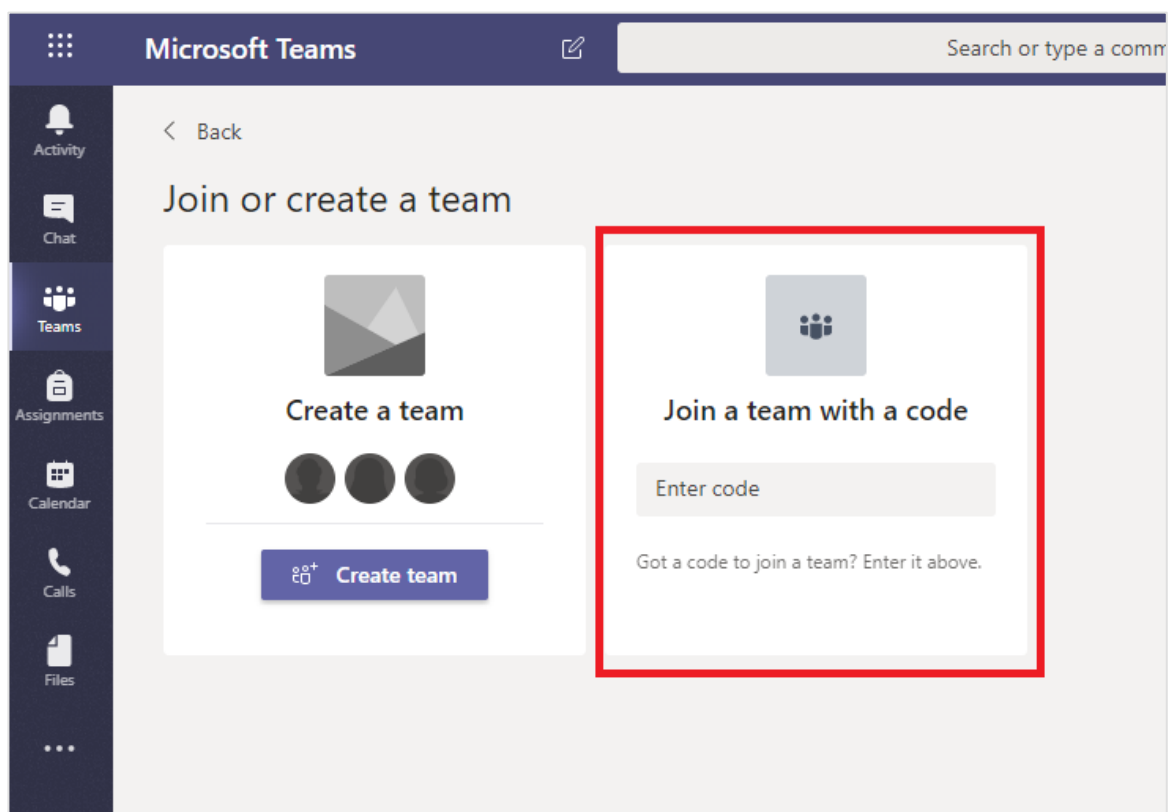 Microsoft Teams
Search or type a comm
Activity
Chat
Teams
Assignments
Calendar
Calls
Files
Back
Join or create a team
Create a team
Create team
Join a team with a code
Enter code
Got a code to join a team? Enter it above.